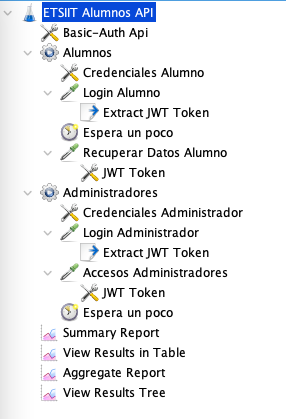 ETSIIT Alumnos API
Basic-Auth Api
Alumnos
Credenciales Alumno
Login Alumno
Extract JWT Token
Espera un poco
Recuperar Datos Alumno
JWT Token
Administradores
Credenciales Administrador
Login Administrador
Extract JWT Token
Accesos Administradores
JWT Token
Espera un poco
Summary Report
View Results in Table
Aggregate Report
View Results Tree